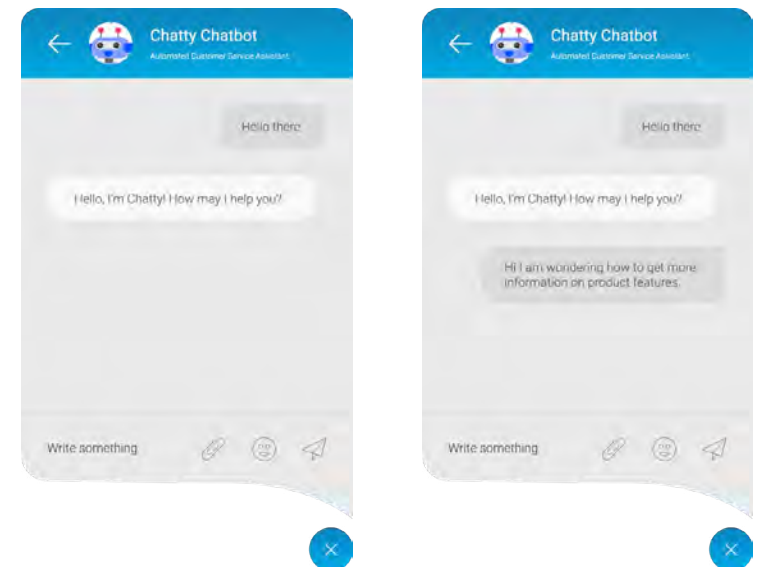 Chatty Chatbot
Automated Customer Service Assistant
Hello there
Hello, I'm Chatty! How may I help you?
Write something
Chatty Chatbot
Automated Customer Service Assistant
Hello there
Hello, I'm Chatty! How may I help you?
Hi I am wondering how to get more
information on product features.
Write something